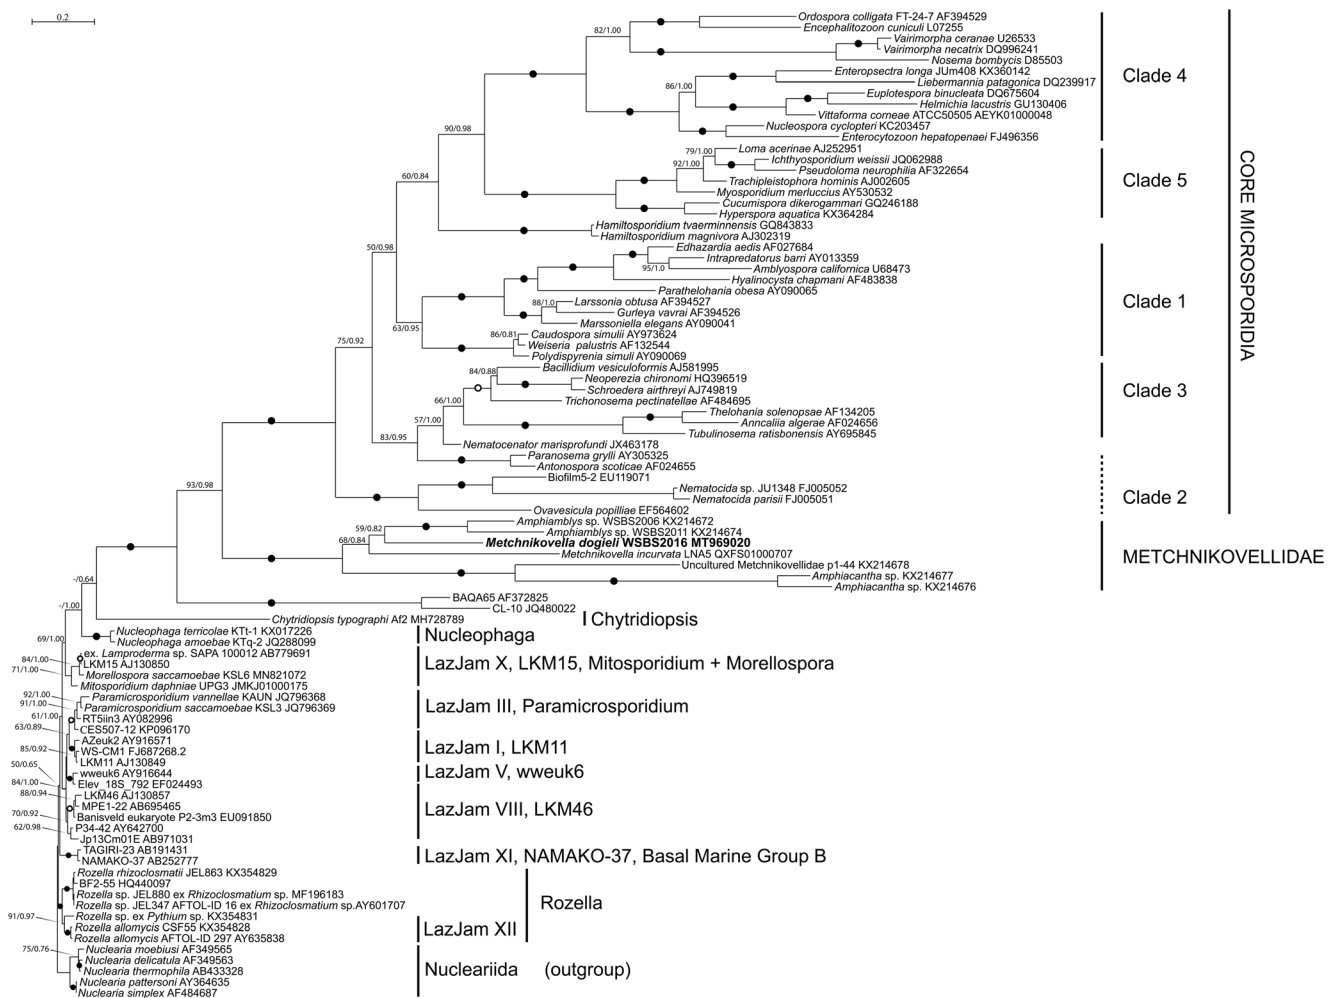 0.2
Ordospora colligata FT-24-7 AF394529
Encephalitozoon cuniculi L07255
82/1.00
Vairimorpha ceranae U26533
Vairimorpha necatrix DQ996241
Nosema bombycis D85503
Enteropsectra longa JUm408 KX360142
Liebermannia patagonica DQ239917
Clade 4
86/1.00
Euplotespora binucleata DQ675604
Helmichia lacustris GU130406
Vittaforma corneae ATCC50505 AEYK01000048
Nucleospora cyclopteri KC203457
Enterocytozoon hepatopenaei FJ496356
90/0.98
Loma acerinae AJ252951
79/1.00
Ichthyosporidium weissii JQ062988
92/1.00
Pseudoloma neurophilia AF322654
Trachipleistophora hominis AJ002605
Clade 5
Myosporidium merluccius AY530532
60/0.84
Cucumispora dikerogammari GQ246188
Hyperspora aquatica KX364284
Hamiltosporidium tvaerminnensis GQ843833
Hamiltosporidium magnivora AJ302319
CORE MICROSPORIDIA
50/0.98
Edhazardia aedis AF027684
Intrapredatorus barri AY013359
95/1.0
Amblyospora californica U68473
Hyalinocysta chapmani AF483838
Parathelohania obesa AY090065
88/1.0
Larssonia obtusa AF394527
Clade 1
Gurleya vavrai AF394526
Marssoniella elegans AY090041
63/0.95
86/0.81
Caudospora simulii AY973624
Weiseria palustris AF132544
Polydispyrenia simuli AY090069
75/0.92
84/0.88
Bacillidium vesiculoformis AJ581995
Neoperezia chironomi HQ396519
Schroedera airthreyi AJ749819
Clade 3
66/1.00
Trichonosema pectinatellae AF484695
Thelohania solenopsae AF134205
57/1.00
Anncaliia algerae AF024656
Tubulinosema ratisbonensis AY695845
83/0.95
Nematocenator marisprofundi JX463178
Paranosema grylli AY305325
Antonospora scoticae AF024655
Biofilm5-2 EU119071
93/0.98
Nematocida sp. JU1348 FJ005052
Nematocida parisii FJ005051
Clade 2
Ovavesicula popilliae EF564602
Amphiamblys sp. WSBS2006 KX214672
59/0.82
Amphiamblys sp. WSBS2011 KX214674
68/0.84
Metchnikovella dogieli WSBS2016 MT969020
Metchnikovella incurvata LNA5 QXFS01000707
METCHNIKOVELLIDAE
Uncultured Metchnikovellidae p1-44 KX214678
Amphiacantha sp. KX214677
Amphiacantha sp. KX214676
-/0.64
BAQA65 AF372825
CL-10 JQ480022
-/1.00
Chytridiopsis typographi Af2 MH728789
Chytridiopsis
69/1.00
Nucleophaga terricolae KTt-1 KX017226
Nucleophaga amoebae KTq-2 JQ288099
Nucleophaga
ex. Lamproderma sp. SAPA 100012 AB779691
84/1.00
LKM15 AJ130850
LazJam X, LKM15, Mitosporidium + Morellospora
71/1.00
Morellospora saccamoebae KSL6 MN821072
Mitosporidium daphniae UPG3 JMKJ01000175
92/1.00
Paramicrosporidium vannellae KAUN JQ796368
91/1.00
Paramicrosporidium saccamoebae KSL3 JQ796369
LazJam III, Paramicrosporidium
61/1.00
RT5iin3 AY082996
63/0.89
CES507-12 KP096170
AZeuk2 AY916571
85/0.92
WS-CM1 FJ687268.2
LazJam I, LKM11
LKM11 AJ130849
50/0.65
wweuk6 AY916644
LazJam V, wweuk6
84/1.00
Elev_18S_792 EF024493
88/0.94
LKM46 AJ130857
MPE1-22 AB695465
LazJam VIII, LKM46
70/0.92
Banisveld eukaryote P2-3m3 EU091850
62/0.98
P34-42 AY642700
Jp13Cm01E AB971031
TAGIRI-23 AB191431
NAMAKO-37 AB252777
LazJam XI, NAMAKO-37, Basal Marine Group B
Rozella rhizoclosmatii JEL863 KX354829
BF2-55 HQ440097
Rozella sp. JEL880 ex Rhizoclosmatium sp. MF196183
Rozella sp. JEL347 AFTOL-ID 16 ex Rhizoclosmatium sp.AY601707
Rozella
91/0.97
Rozella sp. ex Pythium sp. KX354831
Rozella allomycis CSF55 KX354828
LazJam XII
Rozella allomycis AFTOL-ID 297 AY635838
75/0.76
Nuclearia moebiusi AF349565
Nuclearia delicatula AF349563
Nuclearia thermophila AB433328
Nucleariida (outgroup)
Nuclearia pattersoni AY364635
Nuclearia simplex AF484687